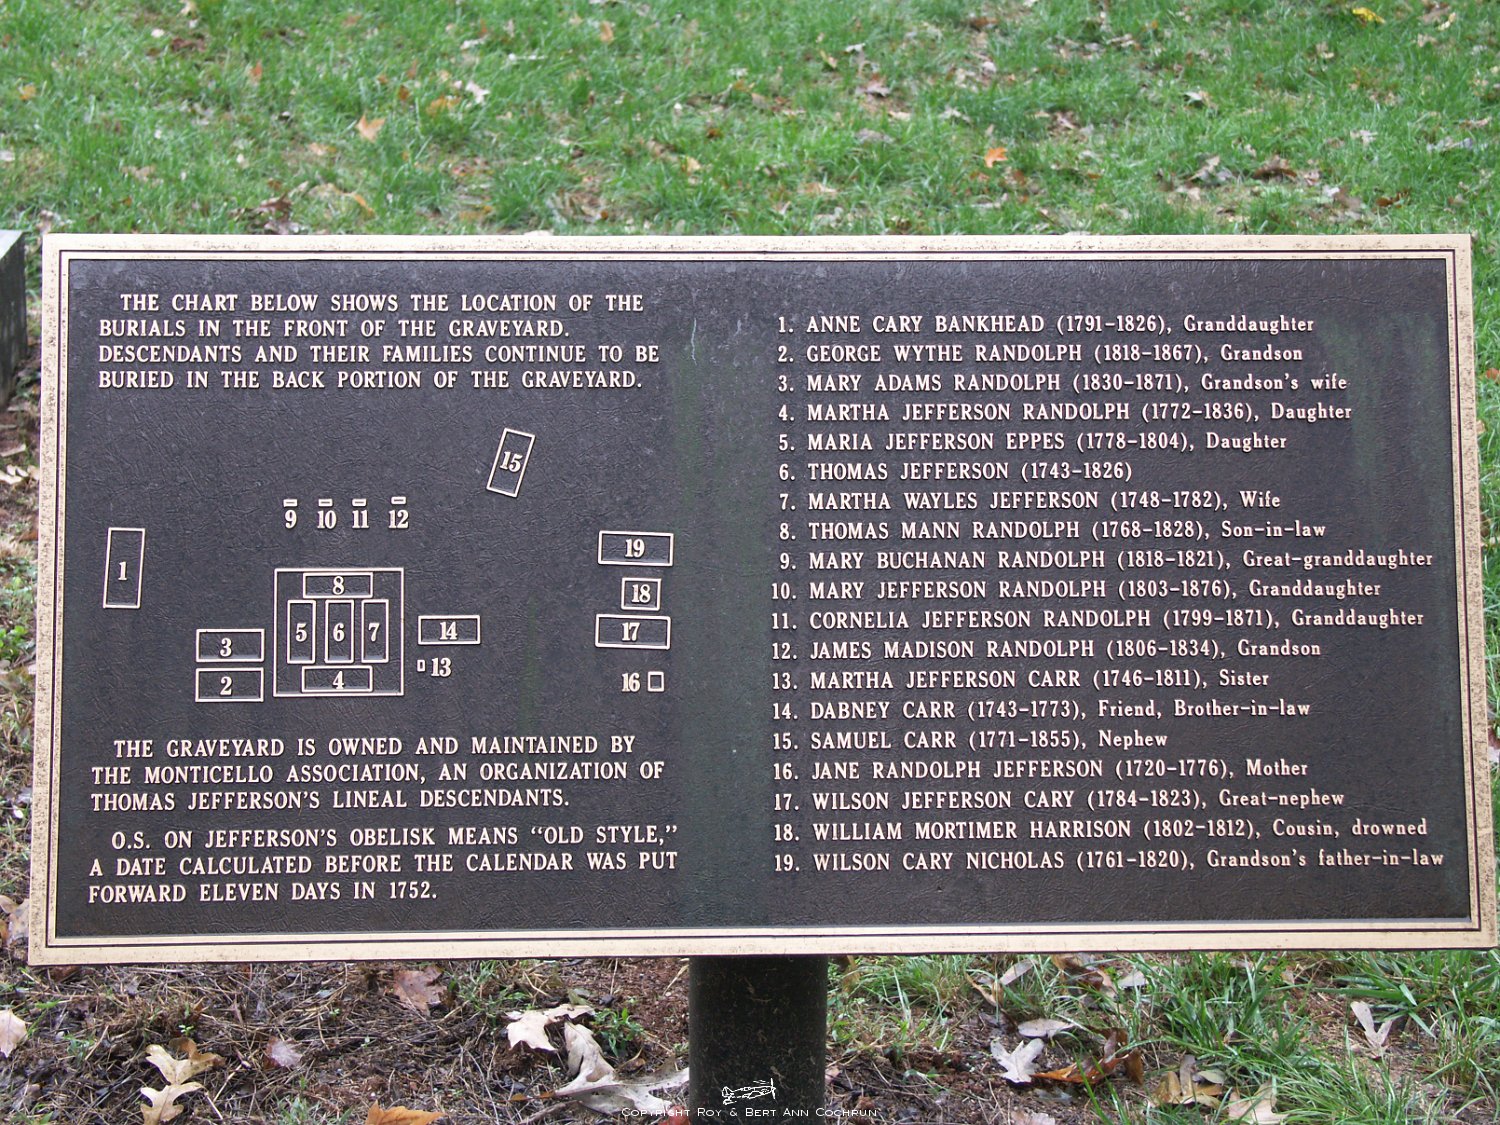 THE CHART BELOW SHOWS THE LOCATION OF THE
BURIALS IN THE FRONT OF THE GRAVEYARD.
DESCENDANTS AND THEIR FAMILIES CONTINUE TO BE
BURIED IN THE BACK PORTION OF THE GRAVEYARD.
15
9 10 11 12
19
1
8
18
5 6 7
14
17
3
13
4
2
16
THE GRAVEYARD IS OWNED AND MAINTAINED BY
THE MONTICELLO ASSOCIATION, AN ORGANIZATION OF
THOMAS JEFFERSON'S LINEAL DESCENDANTS.
O.S. ON JEFFERSON'S OBELISK MEANS "OLD STYLE,"
A DATE CALCULATED BEFORE THE CALENDAR WAS PUT
FORWARD ELEVEN DAYS IN 1752.
1. ANNE CARY BANKHEAD (1791-1826), Granddaughter
2. GEORGE WYTHE RANDOLPH (1818-1867), Grandson
3. MARY ADAMS RANDOLPH (1830-1871), Grandson's wife
4. MARTHA JEFFERSON RANDOLPH (1772-1836), Daughter
5. MARIA JEFFERSON EPPES (1778-1804), Daughter
6. THOMAS JEFFERSON (1743-1826)
7. MARTHA WAYLES JEFFERSON (1748-1782), Wife
8. THOMAS MANN RANDOLPH (1768-1828), Son-in-law
9. MARY BUCHANAN RANDOLPH (1818-1821), Great-granddaughter
10. MARY JEFFERSON RANDOLPH (1803-1876), Granddaughter
11. CORNELIA JEFFERSON RANDOLPH (1799-1871), Granddaughter
12. JAMES MADISON RANDOLPH (1806-1834), Grandson
13. MARTHA JEFFERSON CARR (1746-1811), Sister
14. DABNEY CARR (1743-1773), Friend, Brother-in-law
15. SAMUEL CARR (1771-1855), Nephew
16. JANE RANDOLPH JEFFERSON (1720-1776), Mother
17. WILSON JEFFERSON CARY (1784-1823), Great-nephew
18. WILLIAM MORTIMER HARRISON (1802-1812), Cousin, drowned
19. WILSON CARY NICHOLAS (1761-1820), Grandson's father-in-law
COPYRIGHT ROY & BERT ANN COCHRUN